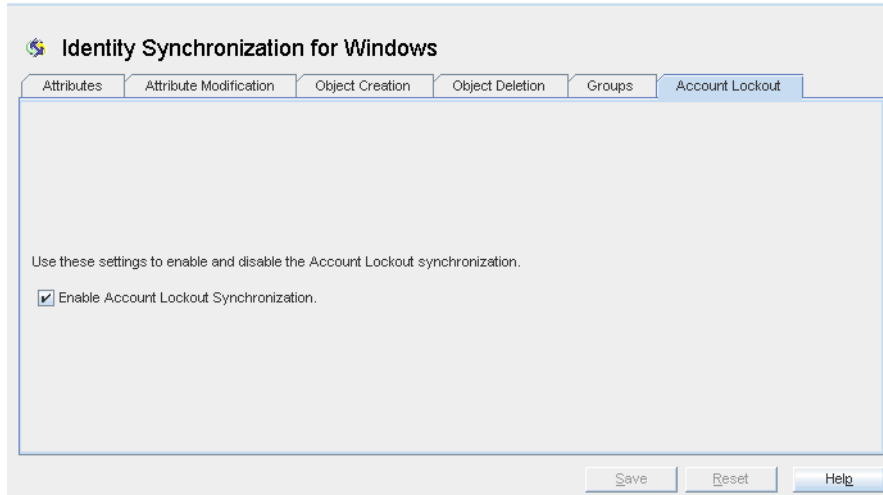 Identity Synchronization for Windows
Attributes Attribute Modification Object Creation Object Deletion Groups Account Lockout
Use these settings to enable and disable the Account Lockout synchronization.
Enable Account Lockout Synchronization.
Save Reset Help